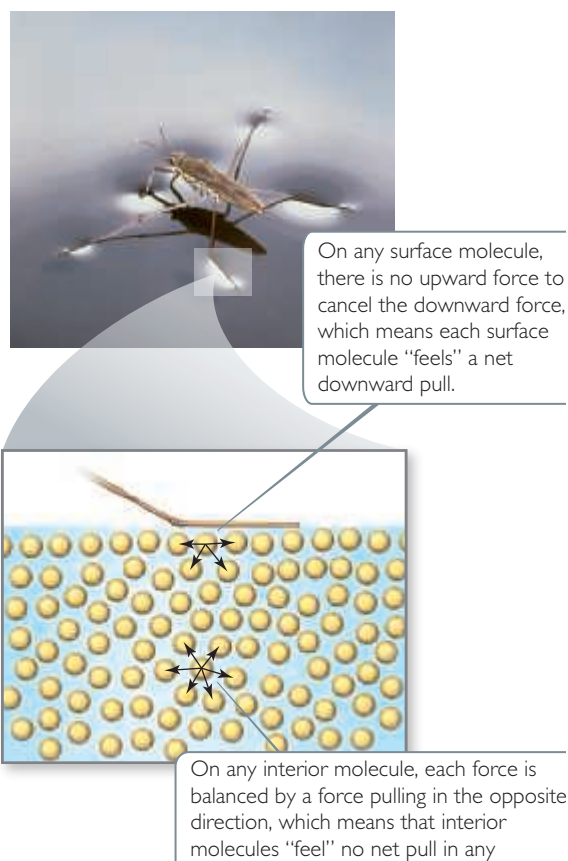 On any surface molecule,
there is no upward force to
cancel the downward force,
which means each surface
molecule “feels” a net
downward pull.
On any interior molecule, each force is
balanced by a force pulling in the opposite
direction, which means that interior
molecules “feel” no net pull in any